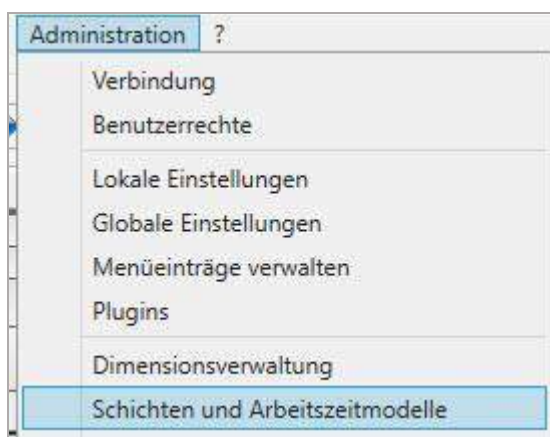 Administration ?
Verbindung
Benutzerrechte
Lokale Einstellungen
Globale Einstellungen
Menüeinträge verwalten
Plugins
Dimensionsverwaltung
Schichten und Arbeitszeitmodelle